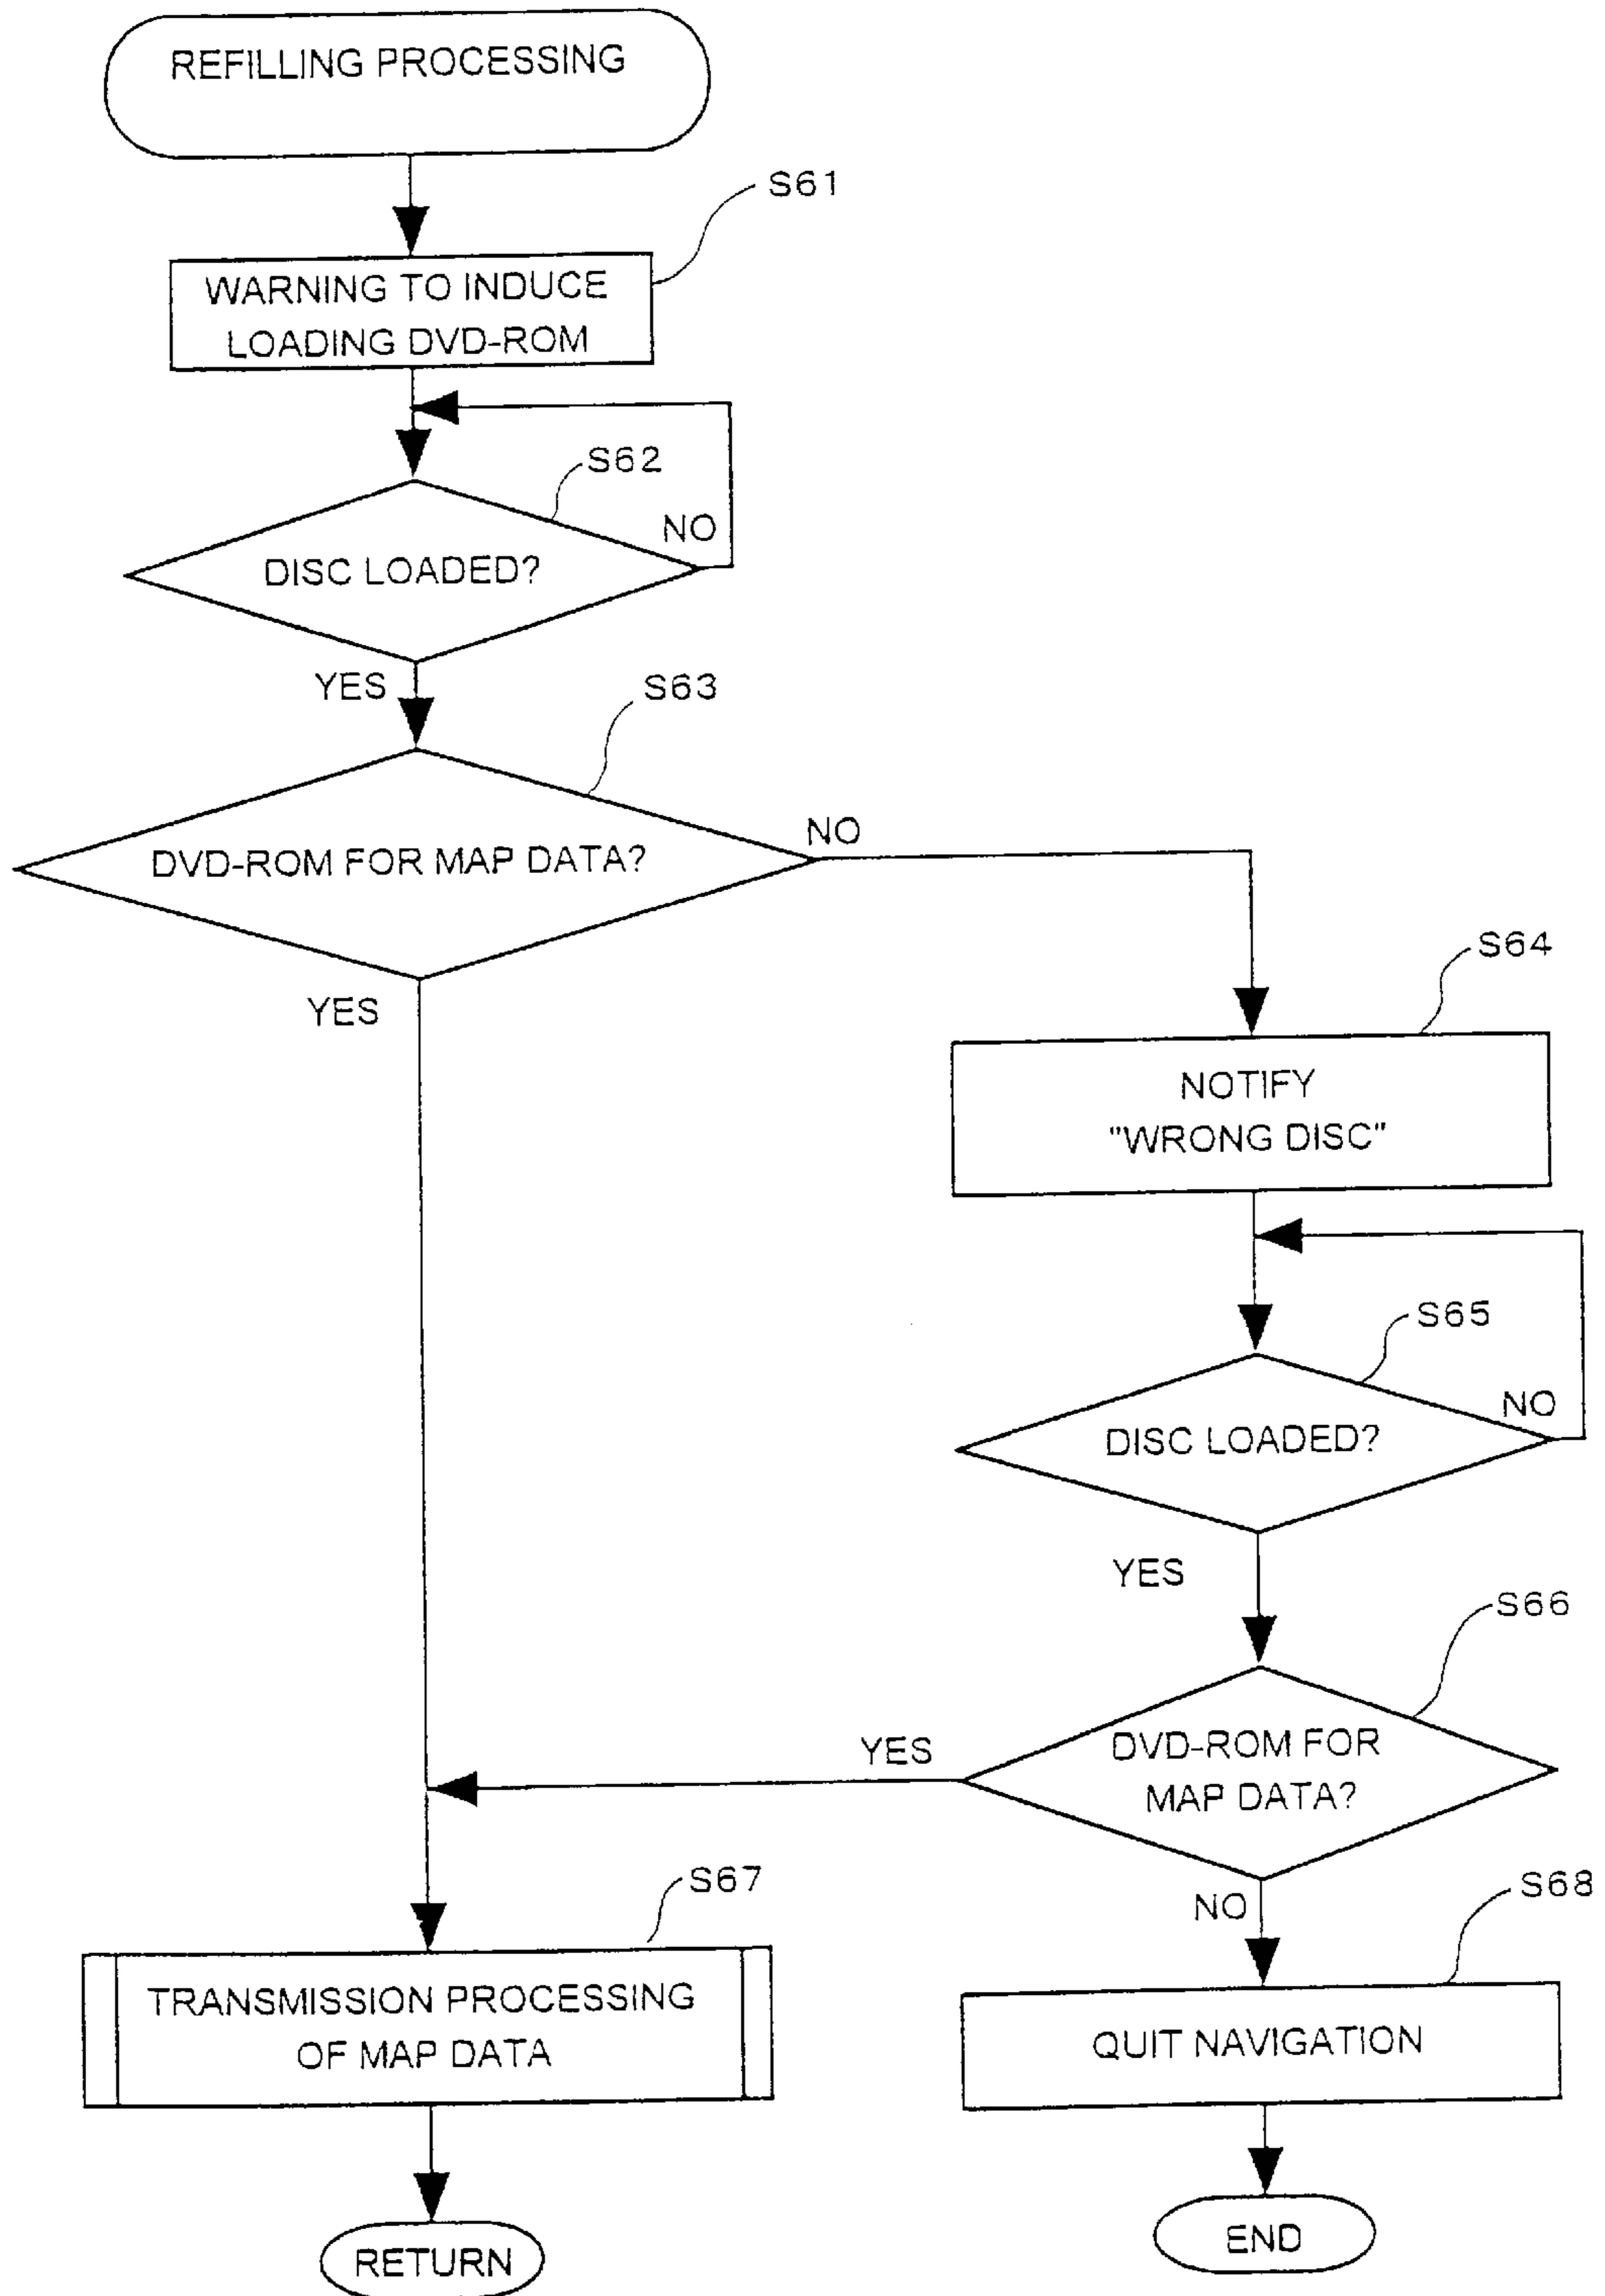 REFILLING PROCESSING
S61
WARNING TO INDUCE
LOADING DVD-ROM
S62
NO
DISC LOADED?
YES
S63
NO
DVD-ROM FOR MAP DATA?
YES
S64
NOTIFY
"WRONG DISC"
S65
NO
DISC LOADED?
YES
S66
YES
DVD-ROM FOR
MAP DATA?
S67
NO
S68
TRANSMISSION PROCESSING
OF MAP DATA
QUIT NAVIGATION
RETURN
END